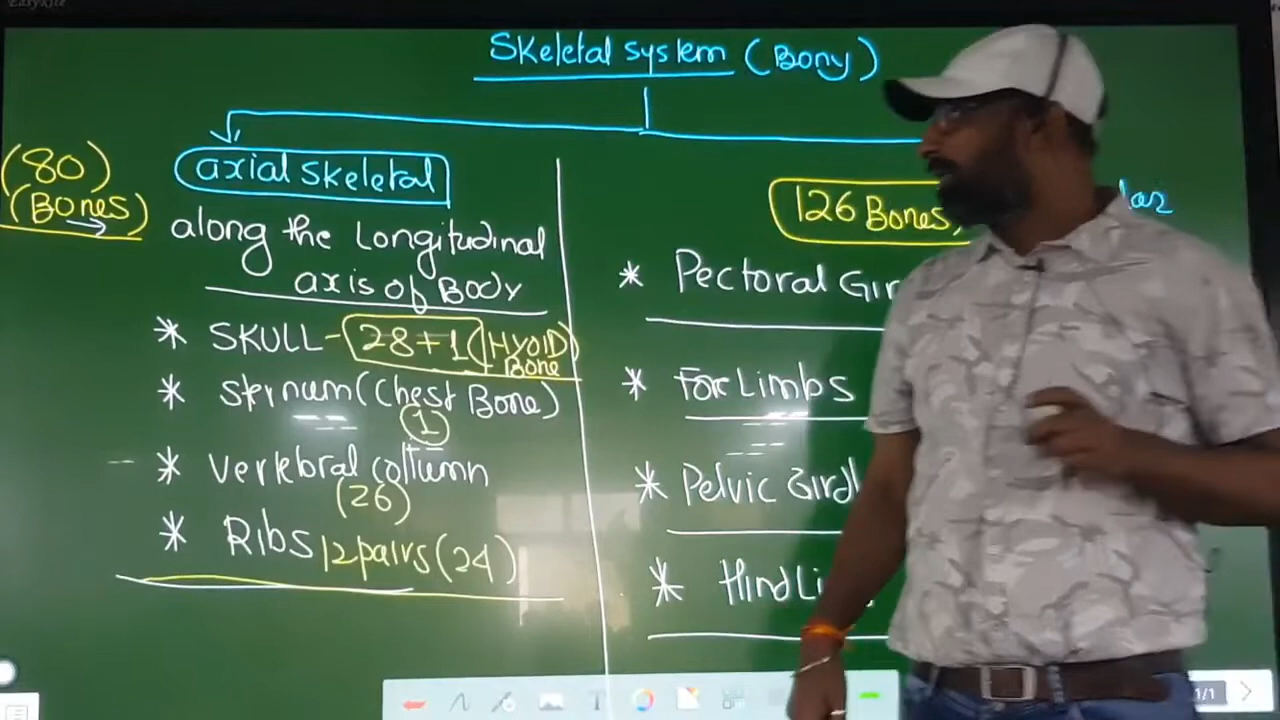 Skeletal system (Bony)
(80)
(Bones)
axial skeletal
along the Longitudinal
axis of Body
* SKULL - 28+1 (HYOID
Bone
* (Chest Bone)
(1)
* vertebral
(26)
* Ribs 12 pairs (24)
126 Bones
* Pectoral Gir
* For Limbs
* Pelvic Girdl
* Hind Li
1/1